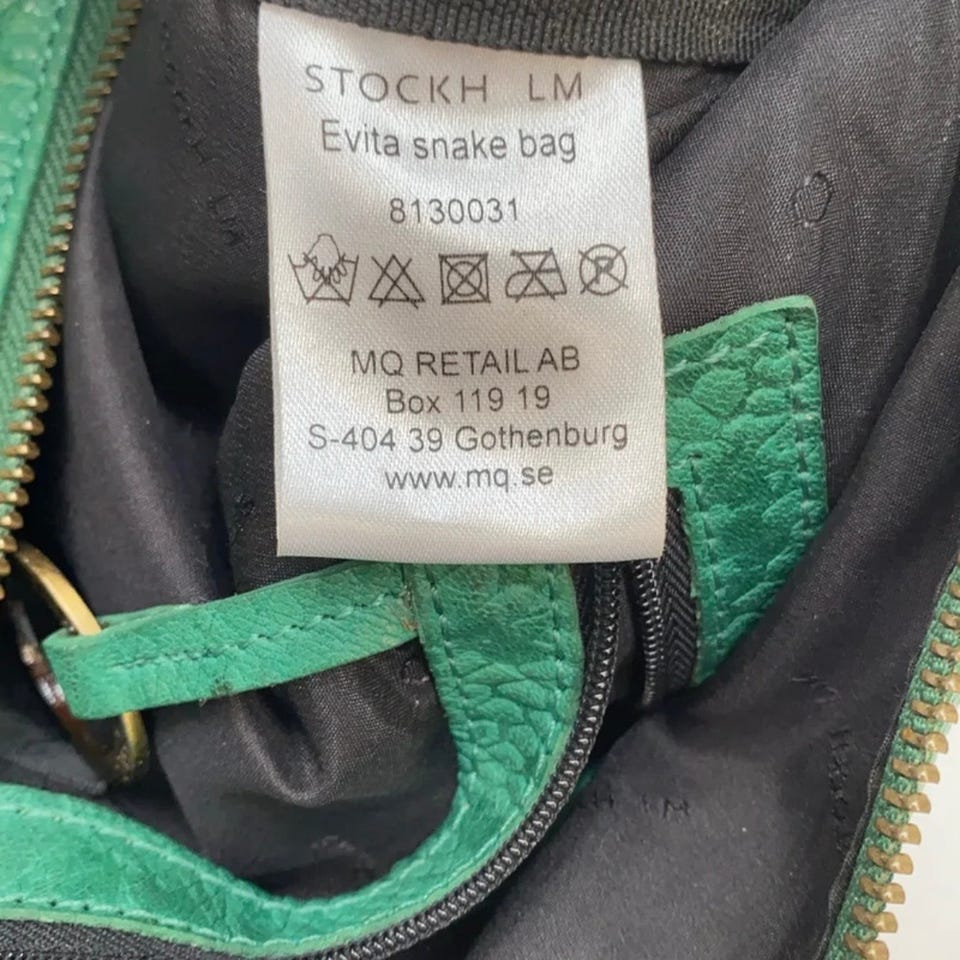 STOCKH LM
Evita snake bag
8130031
P
MQ RETAIL AB
Box 119 19
S-404 39 Gothenburg
www.mq.se